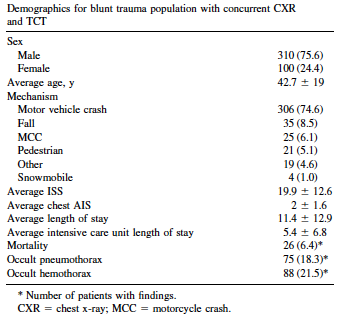 Demographics for blunt trauma population with concurrent CXR
and TCT
Sex
Male 310 (75.6)
Female 100 (24.4)
Average age, y 42.7 ± 19
Mechanism
Motor vehicle crash 306 (74.6)
Fall 35 (8.5)
MCC 25 (6.1)
Pedestrian 21 (5.1)
Other 19 (4.6)
Snowmobile 4 (1.0)
Average ISS 19.9 ± 12.6
Average chest AIS 2 ± 1.6
Average length of stay 11.4 ± 12.9
Average intensive care unit length of stay 5.4 ± 6.8
Mortality 26 (6.4)*
Occult pneumothorax 75 (18.3)*
Occult hemothorax 88 (21.5)*
* Number of patients with findings.
CXR = chest x-ray; MCC = motorcycle crash.